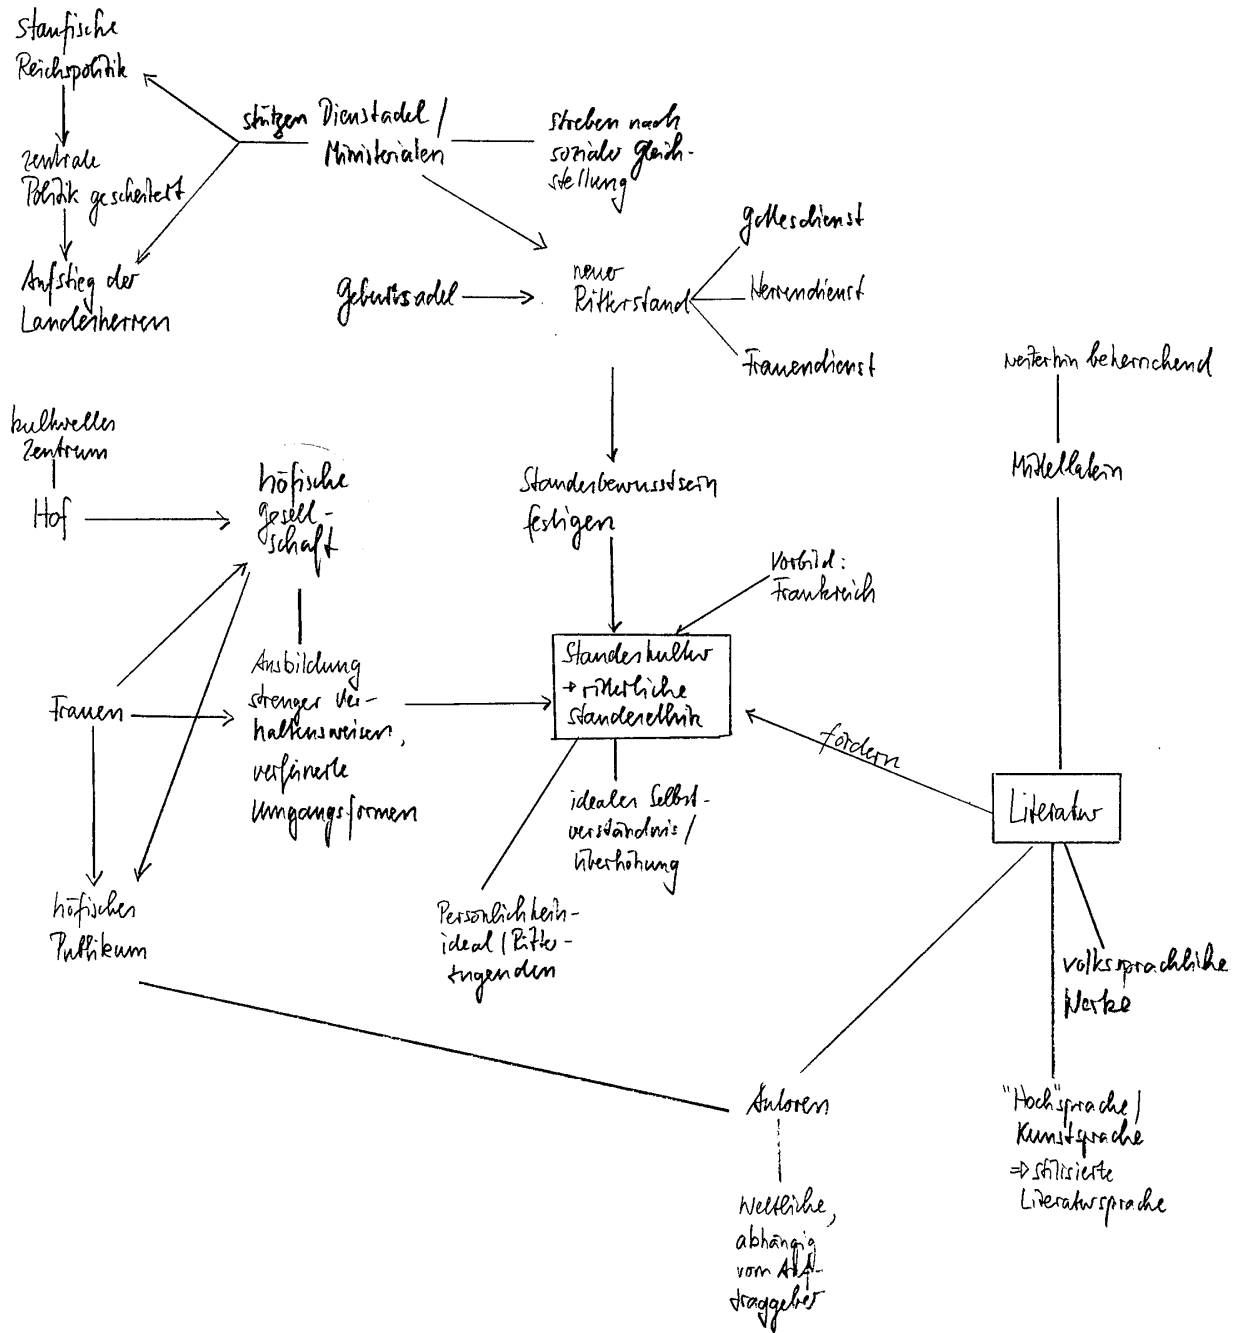 staufische
Reichspolitik
zentrale
Politik gescheitert
Aufstieg der
Landesherren
stützen Dienstadel /
Ministerialen
streben nach
sozialer Gleich-
stellung
Geburtsadel
neuer
Ritterstand
Gottesdienst
Herrendienst
Frauendienst
weiterhin beherrschend
Mittellatein
kulturelles
Zentrum
Hof
höfische
Gesell-
schaft
Standesbewusstsein
festigen
Vorbild:
Frankreich
Frauen
Ausbildung
strenger Ver-
haltensweisen,
verfeinerte
Umgangsformen
Standeskultur
→ ritterliche
Standesethik
fördern
Literatur
idealer Selbst-
verständnis/
Überhöhung
höfisches
Publikum
Persönlichkeits-
ideal / Ritter-
tugenden
volkssprachliche
Werke
Autoren
"Hoch"sprache /
Kunstsprache
⇒ stilisierte
Literatursprache
Weltliche,
abhängig
vom Auf-
traggeber